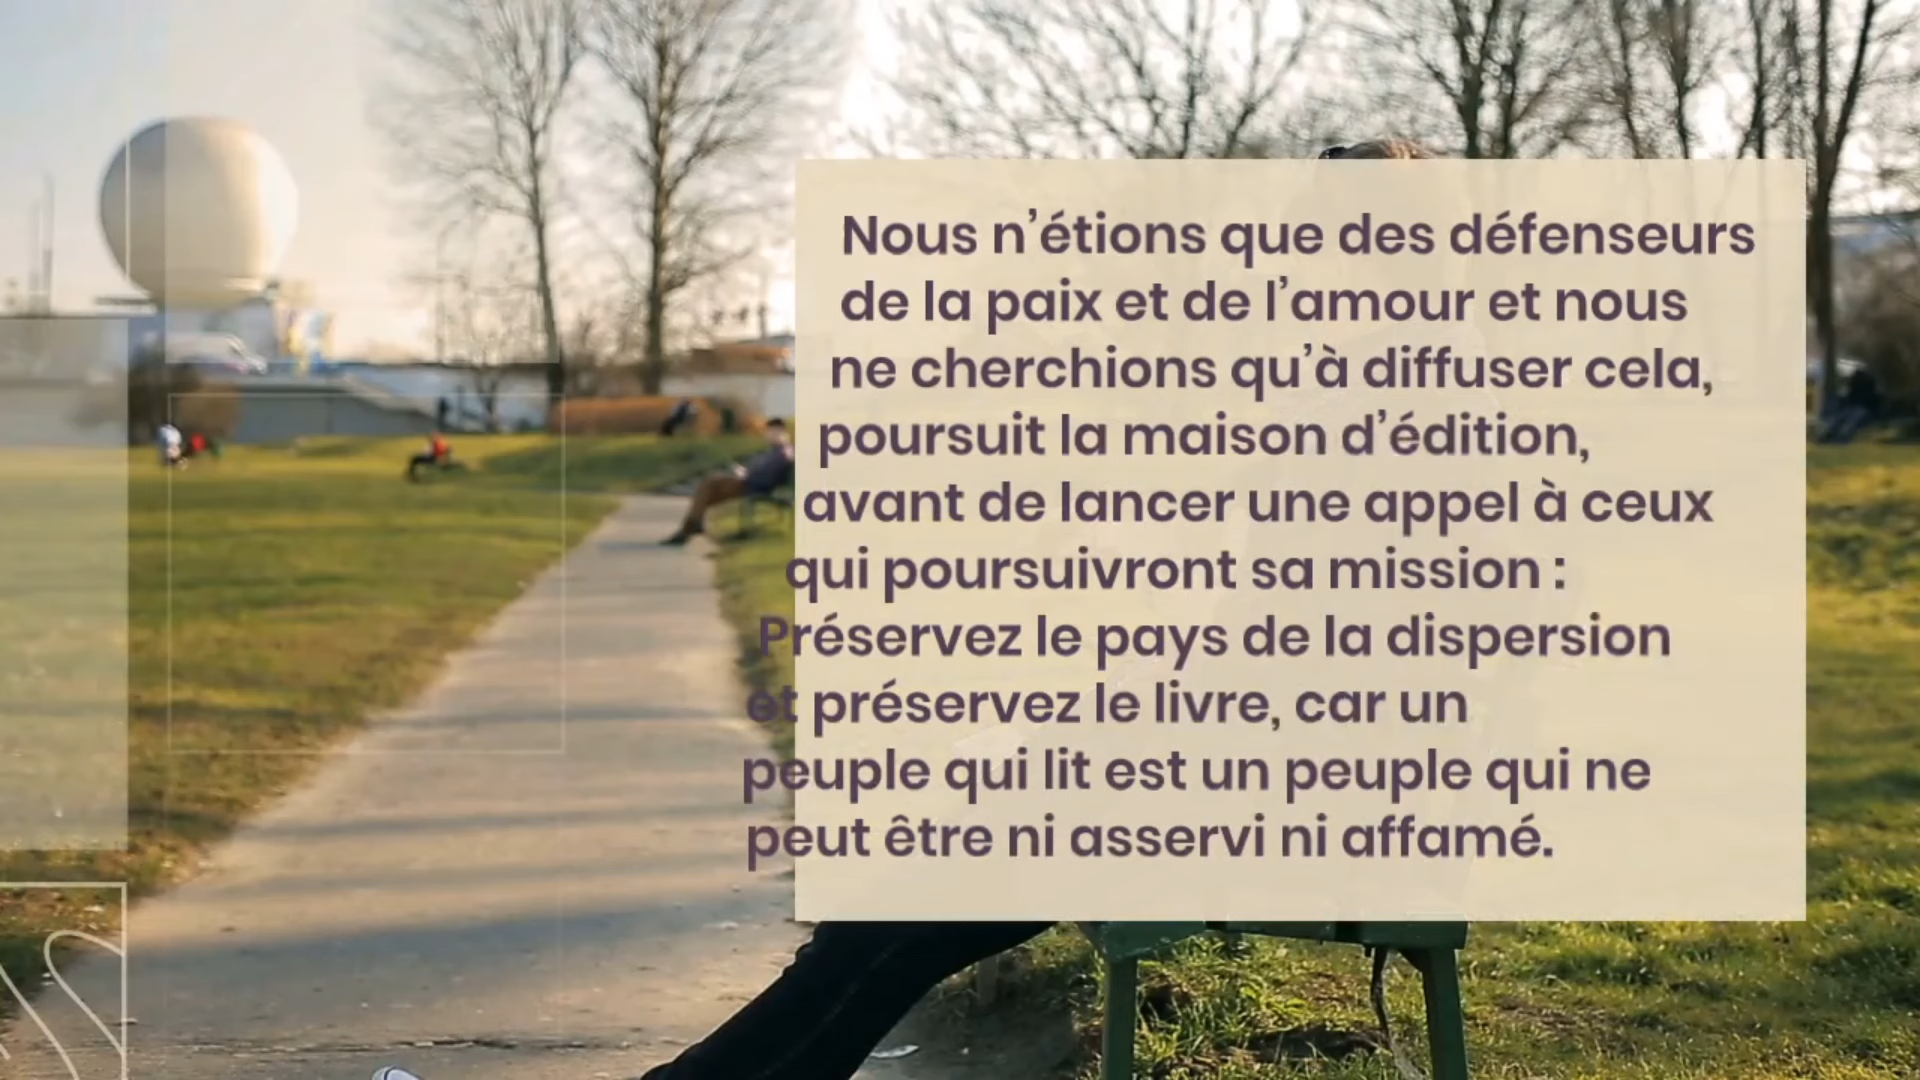 Nous n’étions que des défenseurs
de la paix et de l’amour et nous
ne cherchions qu’à diffuser cela,
poursuit la maison d’édition,
avant de lancer une appel à ceux
qui poursuivront sa mission :
Préservez le pays de la dispersion
et préservez le livre, car un
peuple qui lit est un peuple qui ne
peut être ni asservi ni affamé.